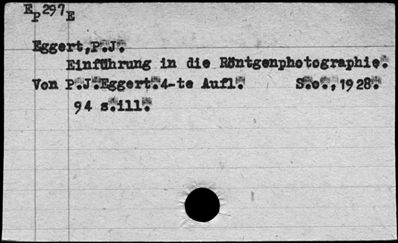 EP297E
Eggert,P.J.
Einführung in die Röntgenphotographie.
Von P.J.Eggert.4-te Aufl. S.o.,1928.
94 s.ill.